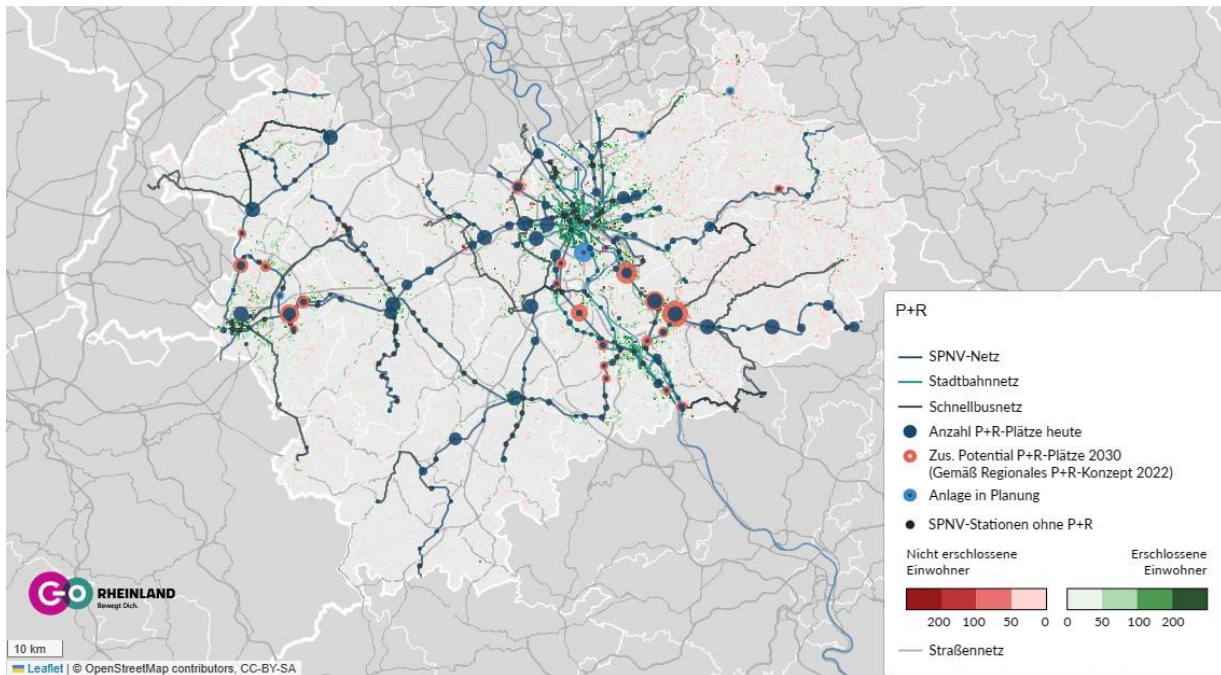 P+R
SPNV-Netz
Stadtbahnnetz
Schnellbusnetz
Anzahl P+R-Plätze heute
Zus. Potential P+R-Plätze 2030
(Gemäß Regionales P+R-Konzept 2022)
Anlage in Planung
SPNV-Stationen ohne P+R
Nicht erschlossene
Einwohner
Erschlossene
Einwohner
200 100 50 0
0 50 100 200
Straßennetz
GO RHEINLAND
Bewegt Dich.
10 km
Leaflet | © OpenStreetMap contributors, CC-BY-SA